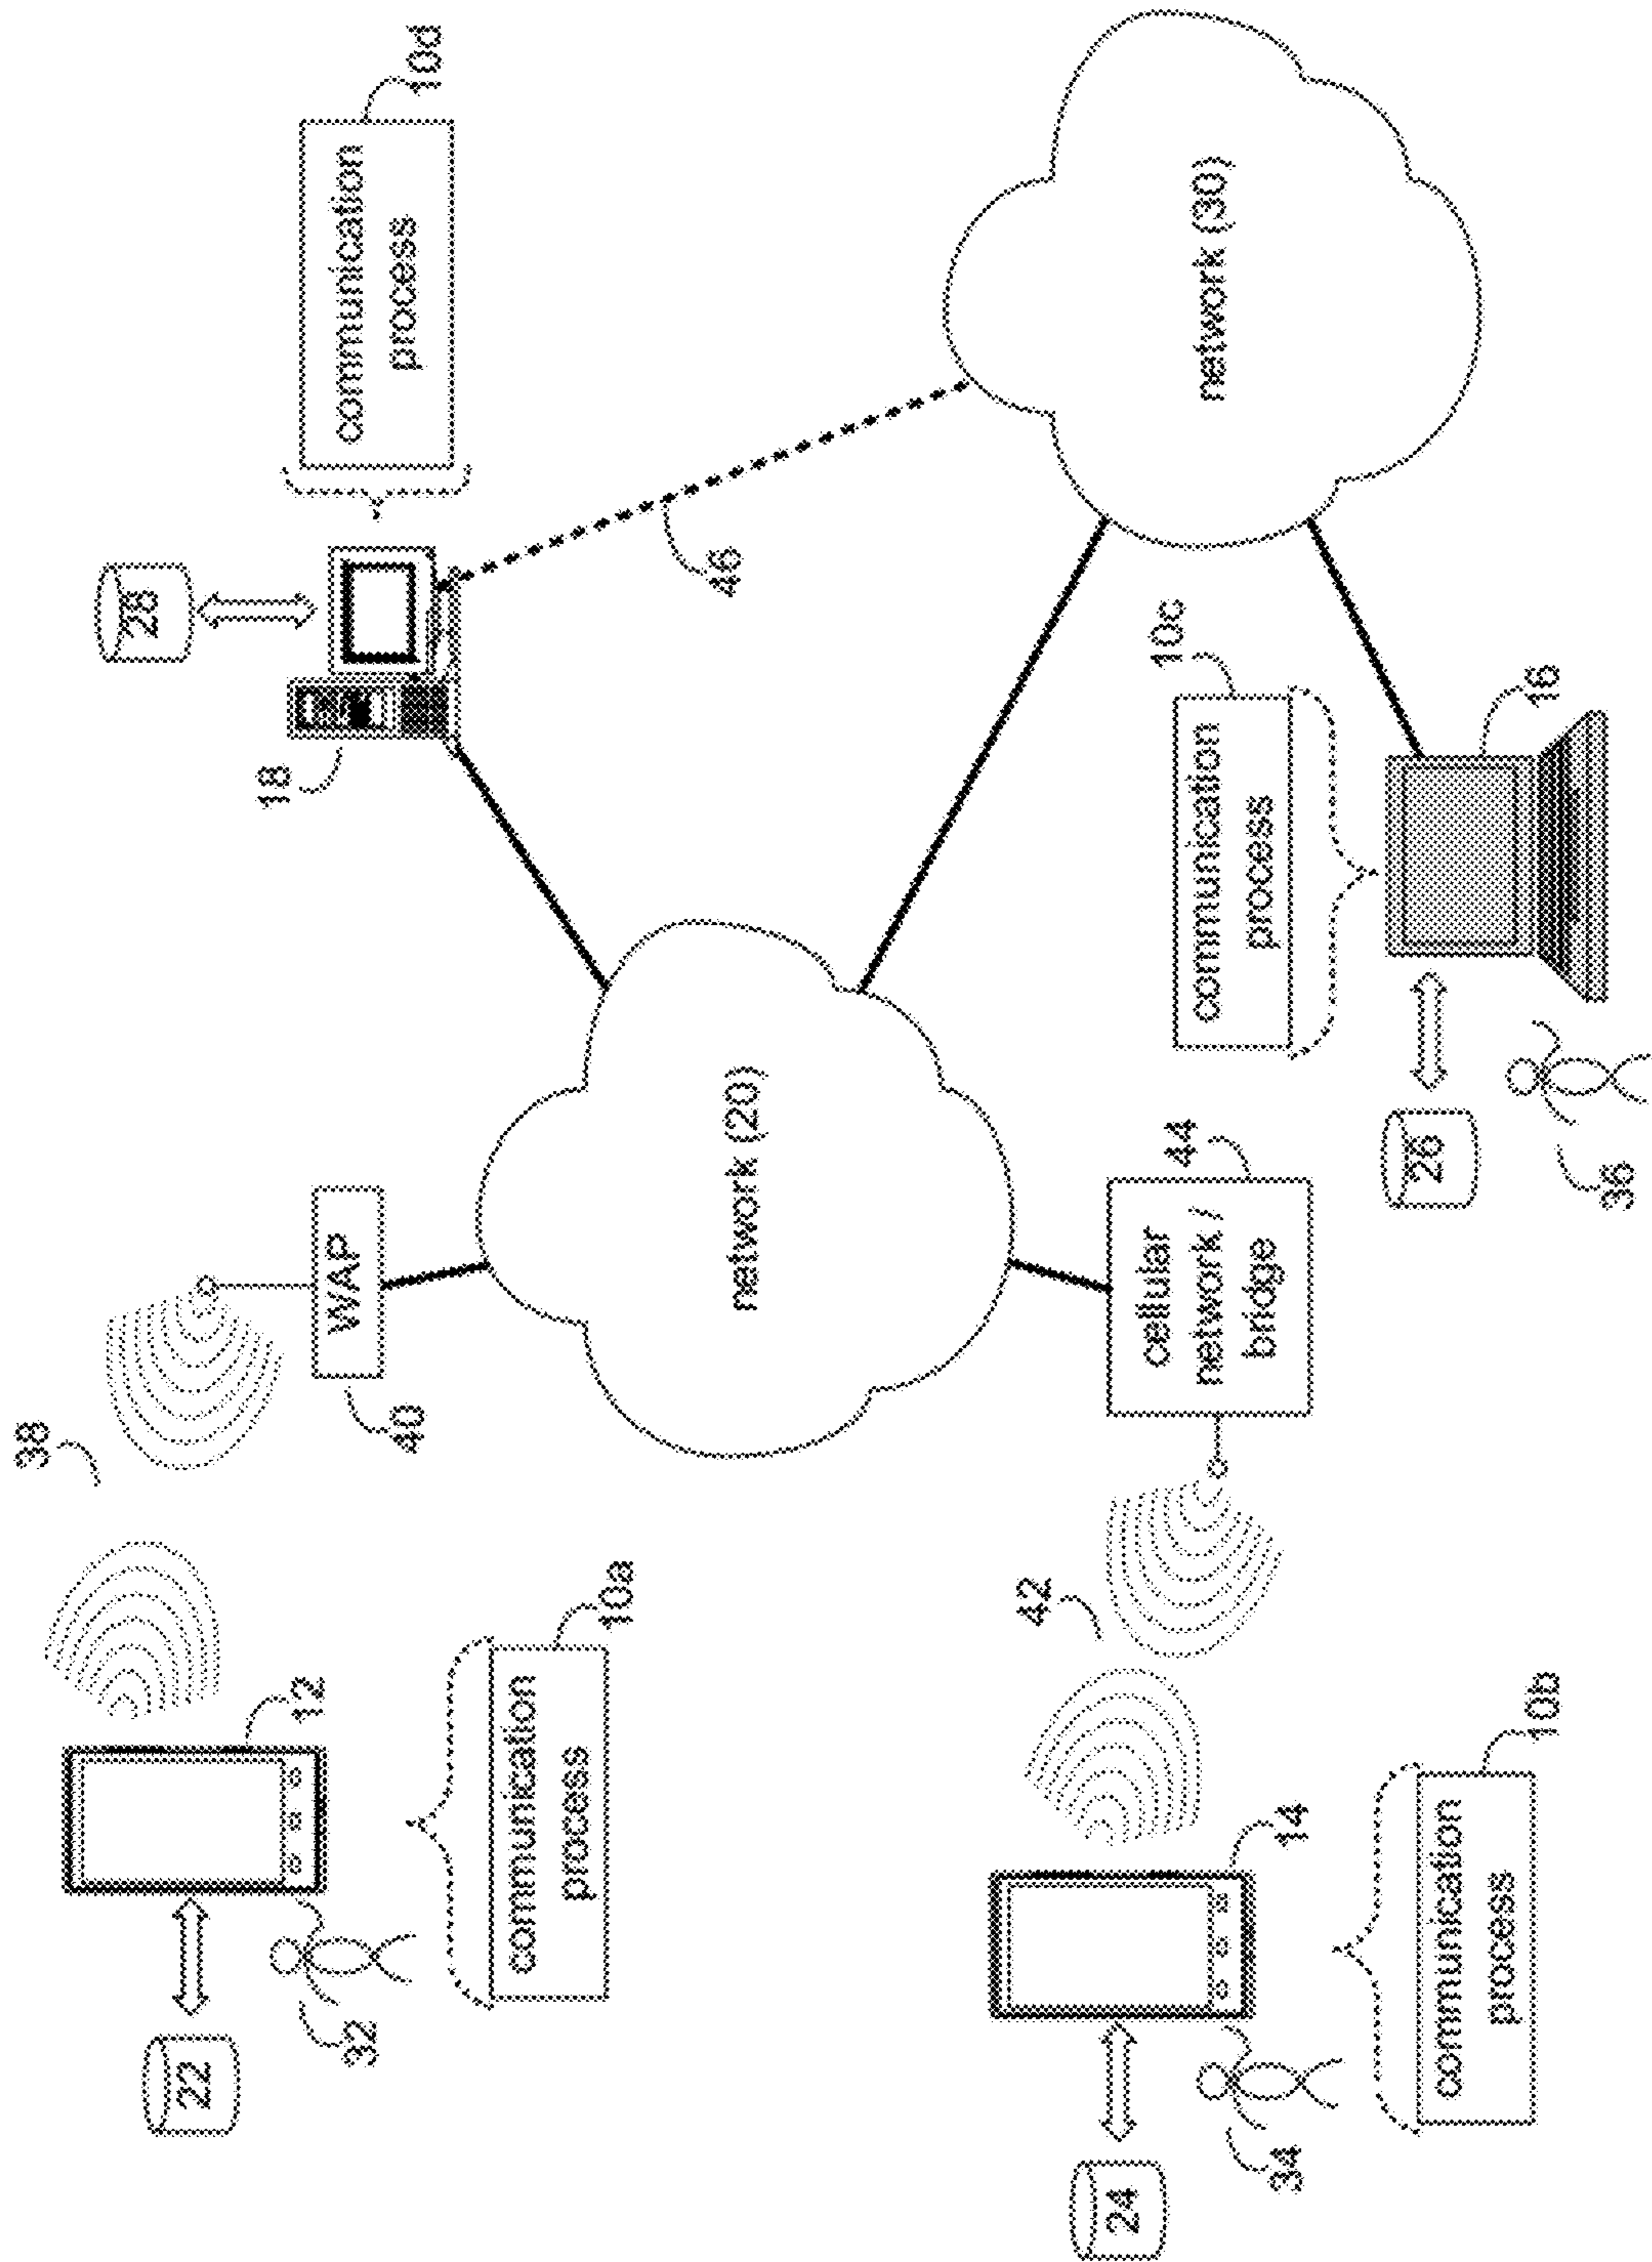 38
28
22
18
12
WAP
communication
process
10d
32
40
communication
process
10a
46
network (20)
42
24
cellular
network /
bridge
44
10c
communication
process
network (30)
34
14
26
communication
process
10b
16
36